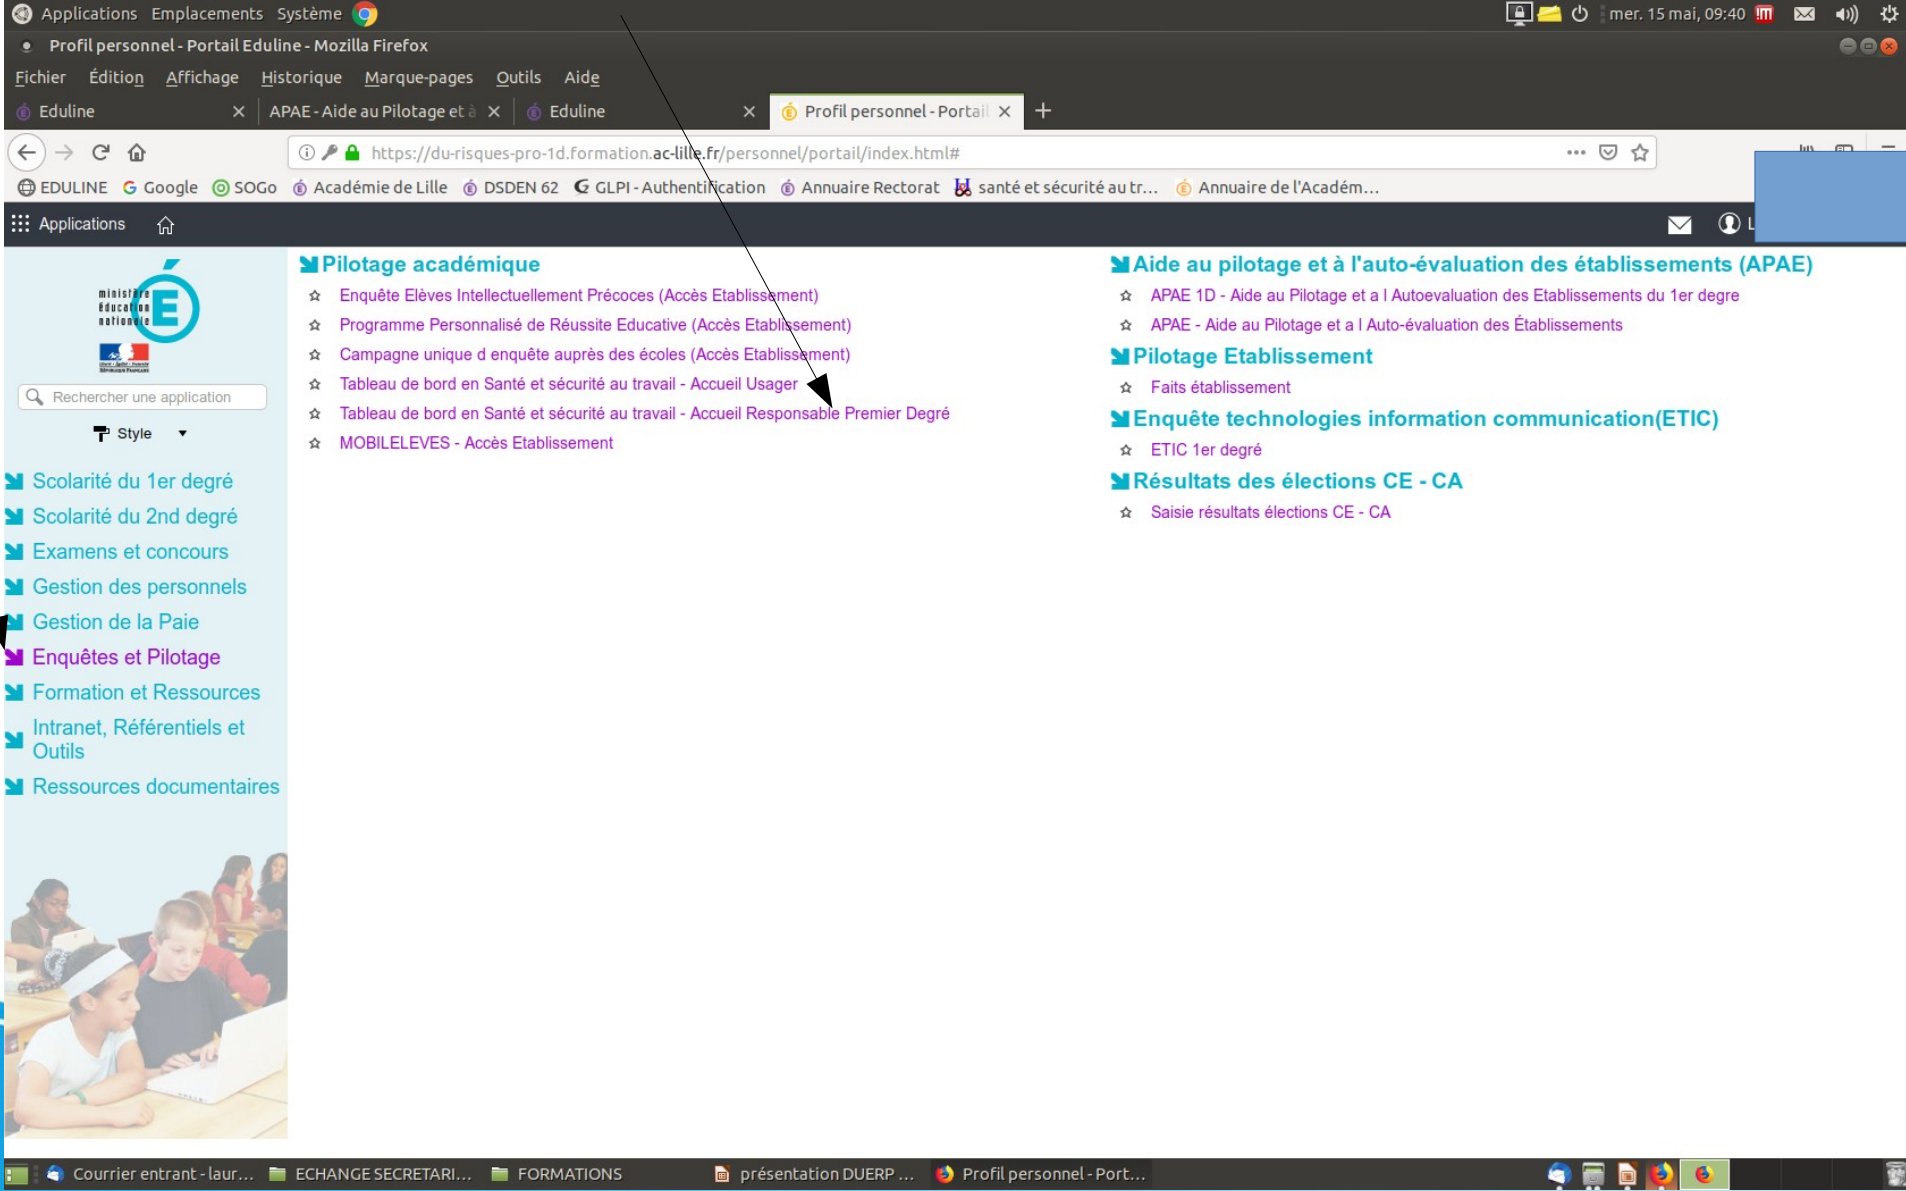 Applications Emplacements Système
mer. 15 mai, 09:40
Profil personnel - Portail Eduline - Mozilla Firefox
Fichier Édition Affichage Historique Marque-pages Outils Aide
Eduline
APAE - Aide au Pilotage et à
Eduline
Profil personnel - Portail
https://du-risques-pro-1d.formation.ac-lille.fr/personnel/portail/index.html#
EDULINE Google SOGo Académie de Lille DSDEN 62 GLPI - Authentification Annuaire Rectorat santé et sécurité au tr... Annuaire de l'Académ...
Applications
L
ministère
éducation
nationale
Liberté • Égalité • Fraternité
RÉPUBLIQUE FRANÇAISE
Rechercher une application
Style
Scolarité du 1er degré
Scolarité du 2nd degré
Examens et concours
Gestion des personnels
Gestion de la Paie
Enquêtes et Pilotage
Formation et Ressources
Intranet, Référentiels et
Outils
Ressources documentaires
Pilotage académique
Enquête Elèves Intellectuellement Précoces (Accès Etablissement)
Programme Personnalisé de Réussite Educative (Accès Etablissement)
Campagne unique d enquête auprès des écoles (Accès Etablissement)
Tableau de bord en Santé et sécurité au travail - Accueil Usager
Tableau de bord en Santé et sécurité au travail - Accueil Responsable Premier Degré
MOBILELEVES - Accès Etablissement
Aide au pilotage et à l'auto-évaluation des établissements (APAE)
APAE 1D - Aide au Pilotage et a l Autoevaluation des Etablissements du 1er degre
APAE - Aide au Pilotage et a l Auto-évaluation des Établissements
Pilotage Etablissement
Faits établissement
Enquête technologies information communication(ETIC)
ETIC 1er degré
Résultats des élections CE - CA
Saisie résultats élections CE - CA
Courrier entrant - laur... ECHANGE SECRETARI... FORMATIONS présentation DUERP ... Profil personnel - Port...